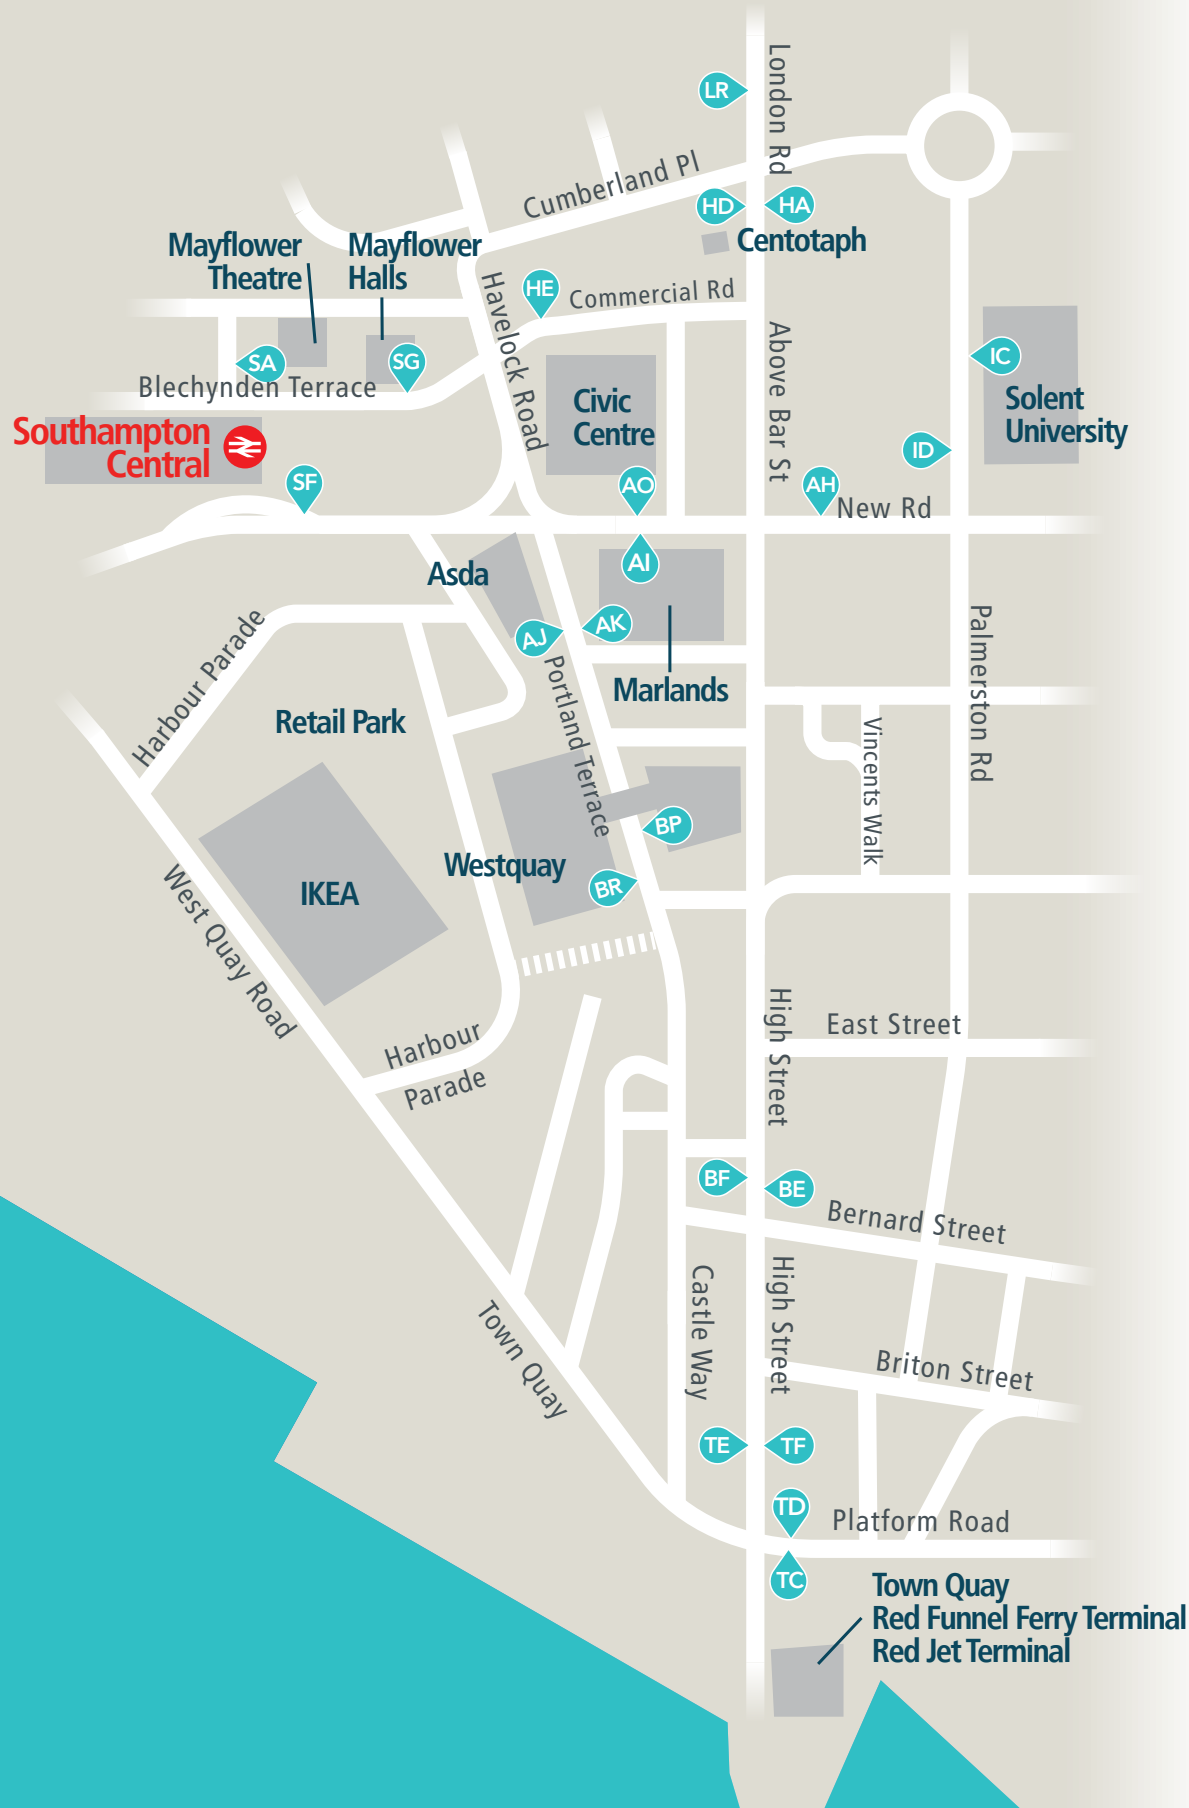 London Rd
LR
Cumberland Pl
HD
HA
Centotaph
Mayflower
Theatre
Mayflower
Halls
Havelock Road
HE
Commercial Rd
Above Bar St
SA
SG
IC
Blechynden Terrace
Civic
Centre
Solent
University
Southampton
Central
ID
SF
AO
AH
New Rd
AI
Asda
Harbour Parade
AJ
AK
Palmerston Rd
Portland Terrace
Marlands
Retail Park
Vincents Walk
BP
Westquay
BR
IKEA
West Quay Road
High Street
East Street
Harbour
Parade
BF
BE
Bernard Street
Castle Way
High Street
Town Quay
Briton Street
TE
TF
TD
Platform Road
TC
Town Quay
Red Funnel Ferry Terminal
Red Jet Terminal